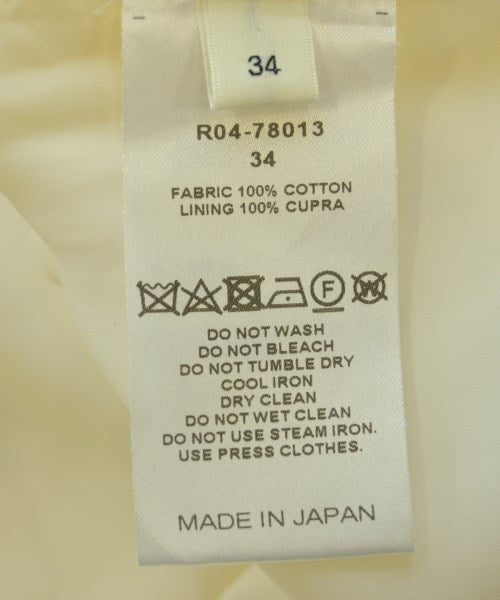 34
R04-78013
34
FABRIC 100% COTTON
LINING 100% CUPRA
F W
DO NOT WASH
DO NOT BLEACH
DO NOT TUMBLE DRY
COOL IRON
DRY CLEAN
DO NOT WET CLEAN
DO NOT USE STEAM IRON.
USE PRESS CLOTHES.
MADE IN JAPAN